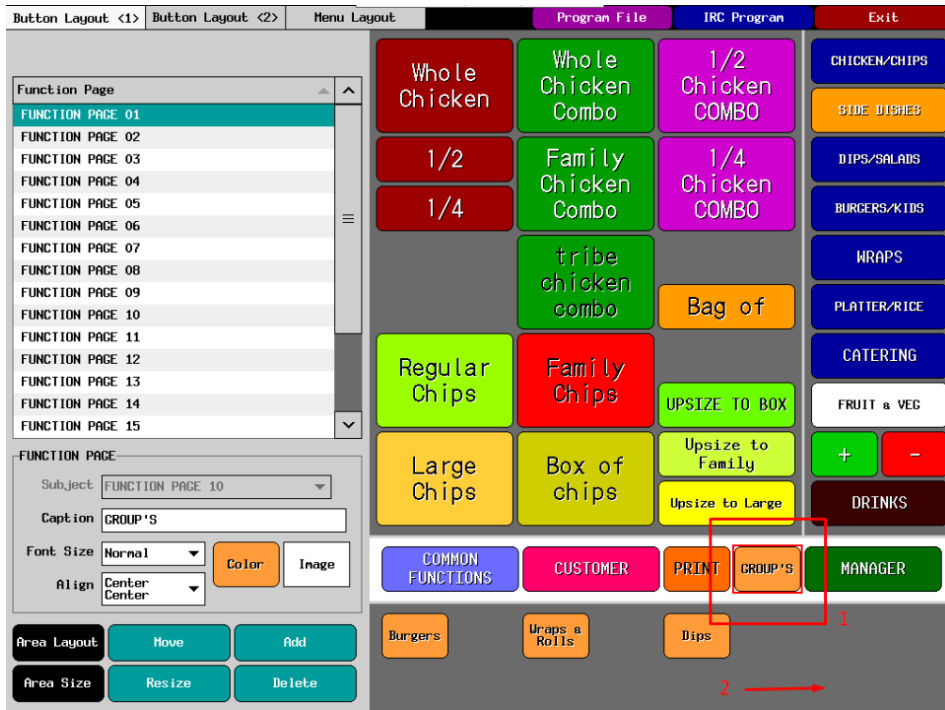 Button Layout <1>
Button Layout <2>
Menu Layout
Program File
IRC Program
Exit
Function Page
FUNCTION PAGE 01
FUNCTION PAGE 02
FUNCTION PAGE 03
FUNCTION PAGE 04
FUNCTION PAGE 05
FUNCTION PAGE 06
FUNCTION PAGE 07
FUNCTION PAGE 08
FUNCTION PAGE 09
FUNCTION PAGE 10
FUNCTION PAGE 11
FUNCTION PAGE 12
FUNCTION PAGE 13
FUNCTION PAGE 14
FUNCTION PAGE 15
FUNCTION PAGE
Subject
FUNCTION PAGE 10
Caption
GROUP'S
Font Size
Normal
Color
Image
Align
Center
Center
Area Layout
Move
Add
Area Size
Resize
Delete
Whole
Chicken
Whole
Chicken
Combo
1/2
Chicken
COMBO
1/2
Family
Chicken
Combo
1/4
Chicken
COMBO
1/4
tribe
chicken
combo
Bag of
Regular
Chips
Family
Chips
UPSIZE TO BOX
Large
Chips
Box of
chips
Upsize to
Family
Upsize to Large
CHICKEN/CHIPS
SIDE DISHES
DIPS/SALADS
BURGERS/KIDS
WRAPS
PLATTER/RICE
CATERING
FRUIT & VEG
+
-
DRINKS
COMMON
FUNCTIONS
CUSTOMER
PRINT
GROUP'S
MANAGER
1
Burgers
Wraps &
Rolls
Dips
2